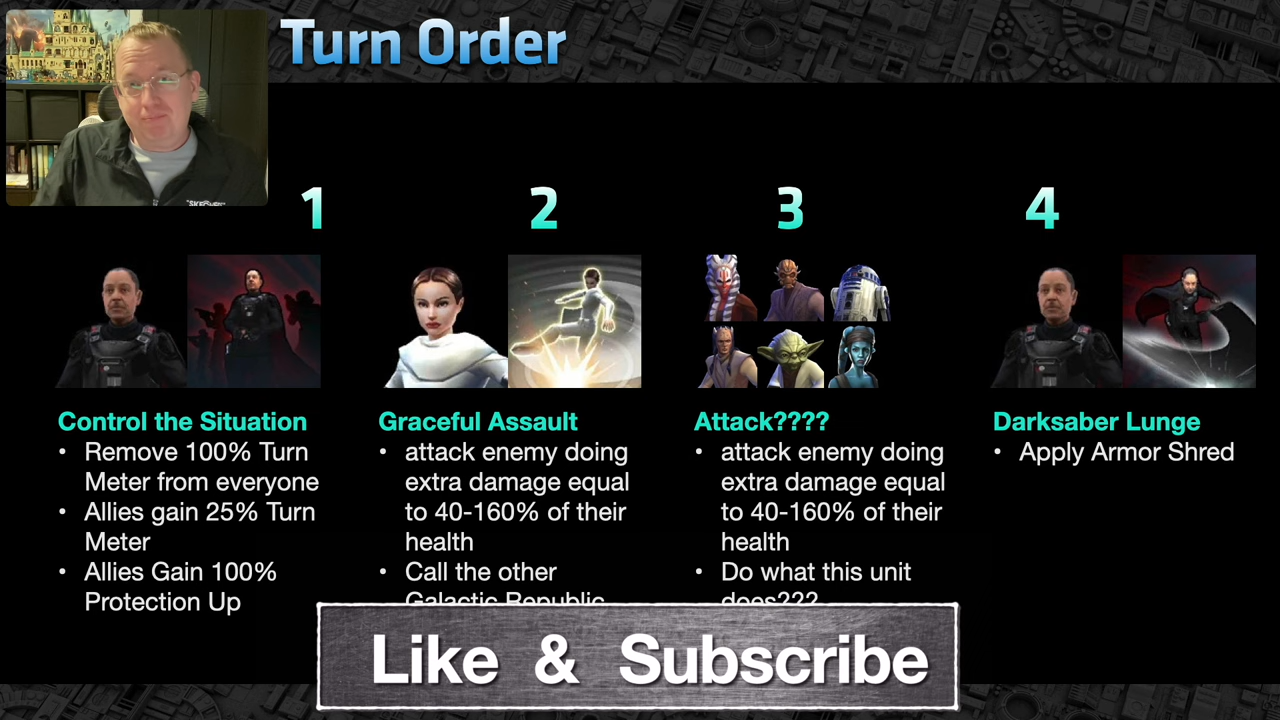 Turn Order
1
2
3
4
Control the Situation
• Remove 100% Turn
Meter from everyone
• Allies gain 25% Turn
Meter
• Allies Gain 100%
Protection Up
Graceful Assault
• attack enemy doing
extra damage equal
to 40-160% of their
health
• Call the other
Galactic Republic
Attack????
• attack enemy doing
extra damage equal
to 40-160% of their
health
• Do what this unit
does???
Darksaber Lunge
• Apply Armor Shred
Like & Subscribe